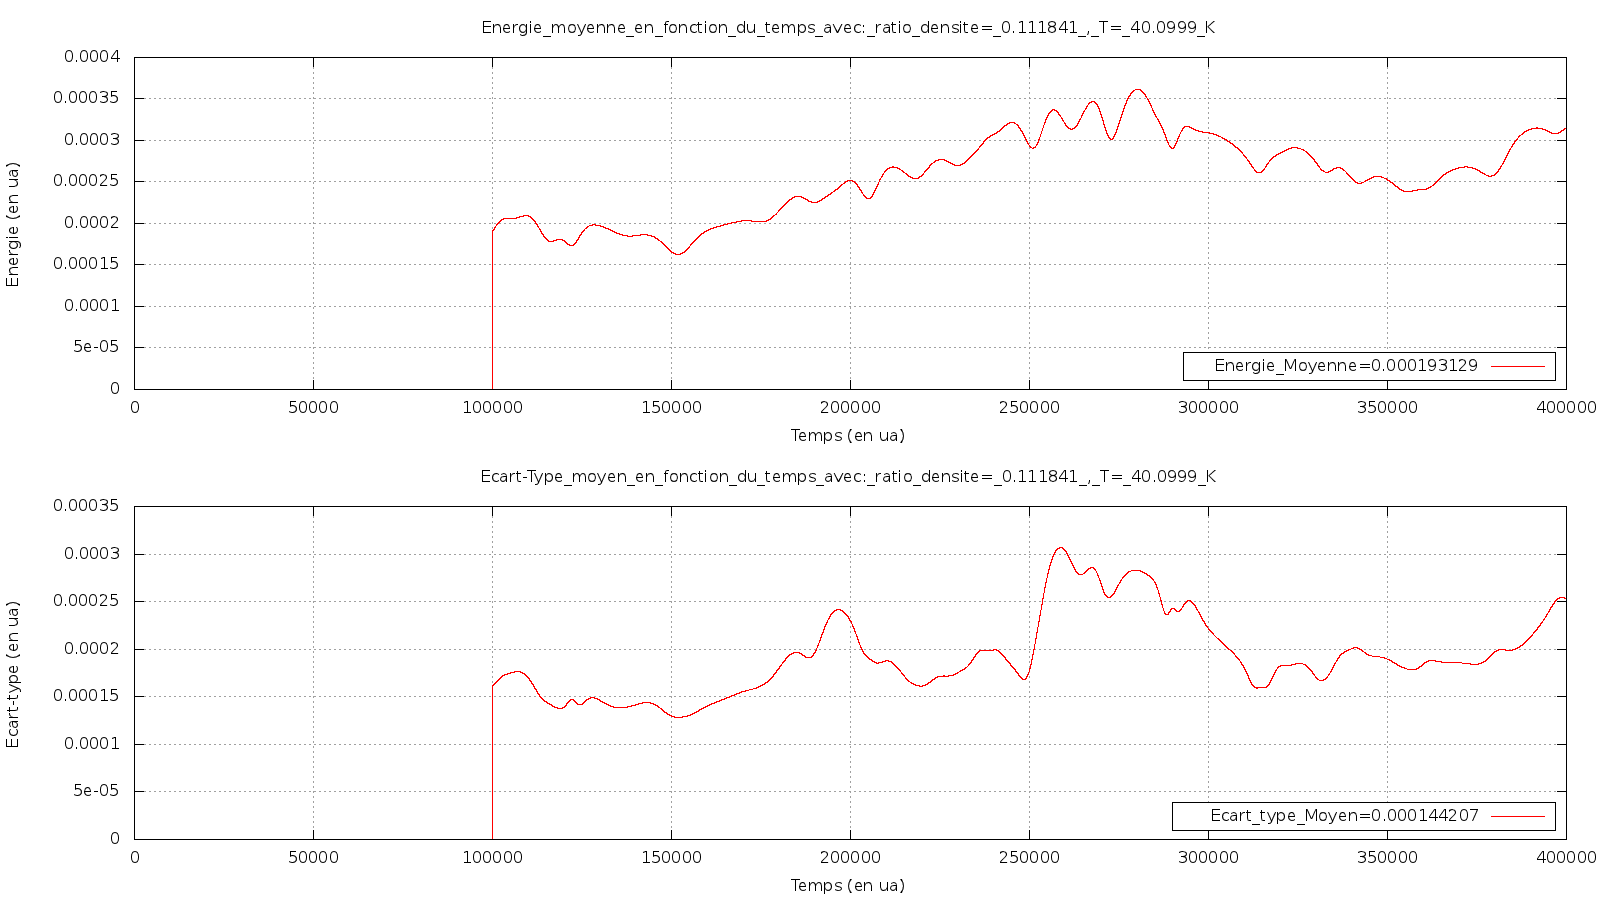 Energie_moyenne_en_fonction_du_temps_avec:_ratio_densite=_0.111841_,_T=_40.0999_K
0.0004
0.00035
0.0003
0.00025
0.0002
0.00015
0.0001
5e-05
0
Energie (en ua)
Energie_Moyenne=0.000193129
0 50000 100000 150000 200000 250000 300000 350000 400000
Temps (en ua)
Ecart-Type_moyen_en_fonction_du_temps_avec:_ratio_densite=_0.111841_,_T=_40.0999_K
0.00035
0.0003
0.00025
0.0002
0.00015
0.0001
5e-05
0
Ecart-type (en ua)
Ecart_type_Moyen=0.000144207
0 50000 100000 150000 200000 250000 300000 350000 400000
Temps (en ua)